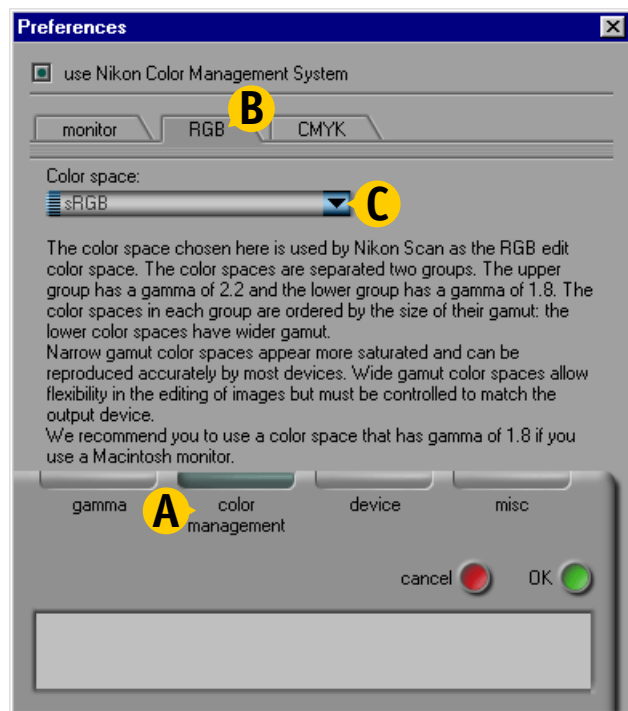 Preferences
use Nikon Color Management System
B
monitor RGB CMYK
Color space:
sRGB C
The color space chosen here is used by Nikon Scan as the RGB edit
color space. The color spaces are separated two groups. The upper
group has a gamma of 2.2 and the lower group has a gamma of 1.8. The
color spaces in each group are ordered by the size of their gamut: the
lower color spaces have wider gamut.
Narrow gamut color spaces appear more saturated and can be
reproduced accurately by most devices. Wide gamut color spaces allow
flexibility in the editing of images but must be controlled to match the
output device.
We recommend you to use a color space that has gamma of 1.8 if you
use a Macintosh monitor.
gamma A color device misc
management
cancel OK